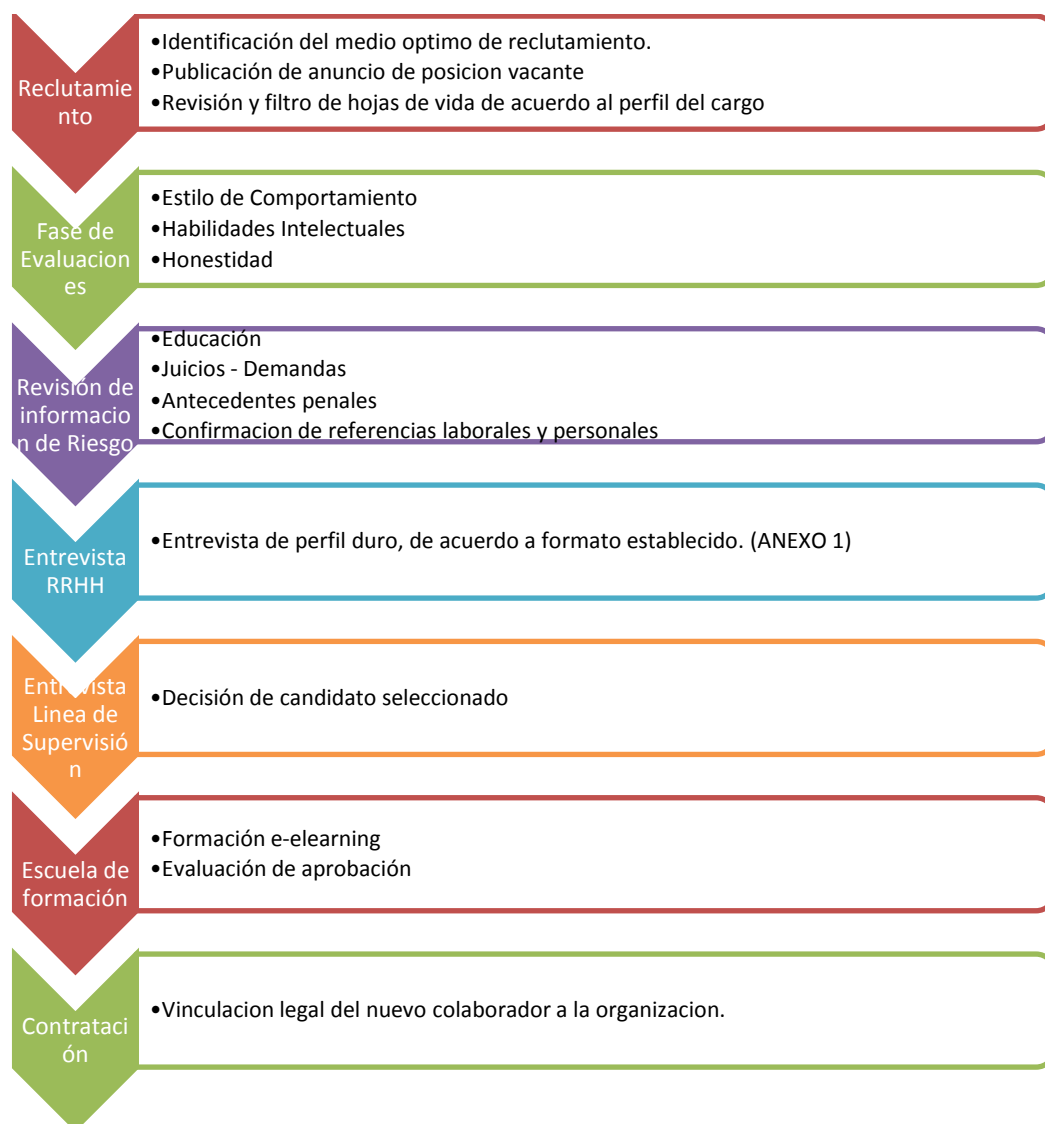 Reclutamie
nto
•Identificación del medio optimo de reclutamiento.
•Publicación de anuncio de posicion vacante
•Revisión y filtro de hojas de vida de acuerdo al perfil del cargo
Fase de
Evaluacion
es
•Estilo de Comportamiento
•Habilidades Intelectuales
•Honestidad
Revisión de
informacio
n de Riesgo
•Educación
•Juicios - Demandas
•Antecedentes penales
•Confirmacion de referencias laborales y personales
Entrevista
RRHH
•Entrevista de perfil duro, de acuerdo a formato establecido. (ANEXO 1)
Entrevista
Linea de
Supervisió
n
•Decisión de candidato seleccionado
Escuela de
formación
•Formación e-elearning
•Evaluación de aprobación
Contrataci
ón
•Vinculacion legal del nuevo colaborador a la organizacion.